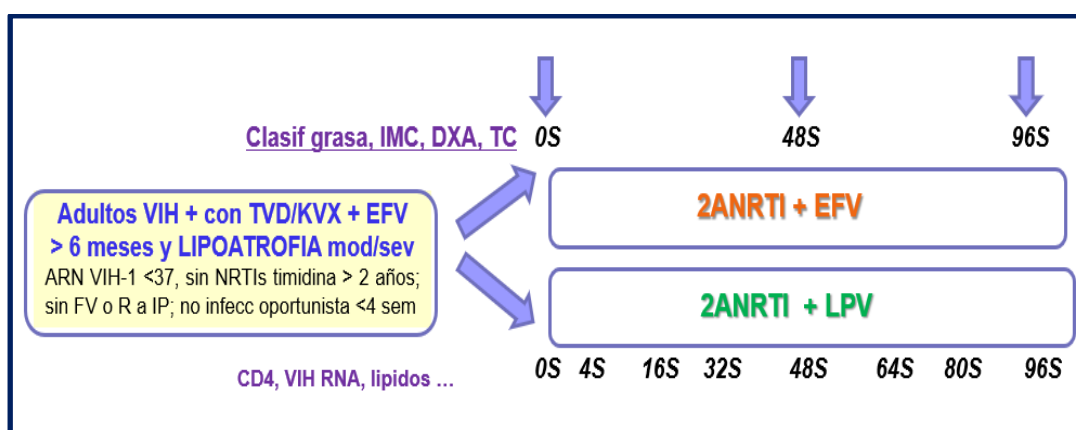 Clasif grasa, IMC, DXA, TC 0S 48S 96S
Adultos VIH + con TVD/KVX + EFV
> 6 meses y LIPOATROFIA mod/sev
ARN VIH-1 <37, sin NRTIs timidina > 2 años;
sin FV o R a IP; no infecc oportunista <4 sem
2ANRTI + EFV
2ANRTI + LPV
0S 4S 16S 32S 48S 64S 80S 96S
CD4, VIH RNA, lipidos ...